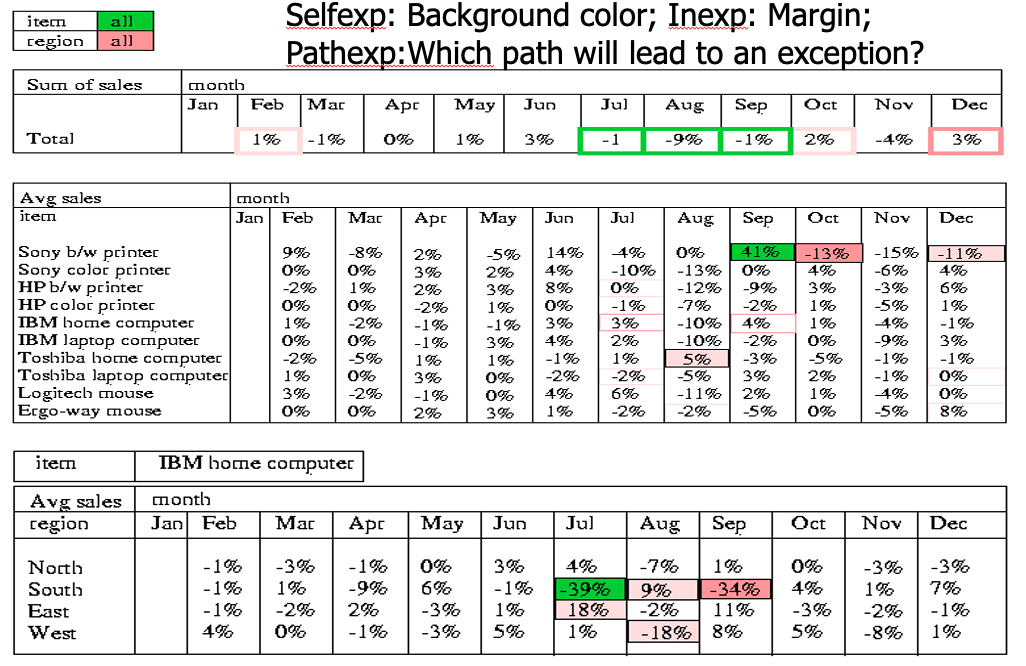 Selfexp: Background color; Inexp: Margin;
Pathexp:Which path will lead to an exception?
item all
region all
Sum of sales month
Jan Feb Mar Apr May Jun Jul Aug Sep Oct Nov Dec
Total 1% -1% 0% 1% 3% -1 -9% -1% 2% -4% 3%
Avg sales month
item Jan Feb Mar Apr May Jun Jul Aug Sep Oct Nov Dec
Sony b/w printer 9% -8% 2% -5% 14% -4% 0% 41% -13% -15% -11%
Sony color printer 0% 0% 3% 2% 4% -10% -13% 0% 4% -6% 4%
HP b/w printer -2% 1% 2% 3% 8% 0% -12% -9% 3% -3% 6%
HP color printer 0% 0% -2% 1% 0% -1% -7% -2% 1% -5% 1%
IBM home computer 1% -2% -1% -1% 3% 3% -10% 4% 1% -4% -1%
IBM laptop computer 0% 0% -1% 3% 4% 2% -10% -2% 0% -9% 3%
Toshiba home computer -2% -5% 1% 1% -1% 1% 5% -3% -5% -1% -1%
Toshiba laptop computer 1% 0% 3% 0% -2% -2% -5% 3% 2% -1% 0%
Logitech mouse 3% -2% -1% 0% 4% 6% -11% 2% 1% -4% 0%
Ergo-way mouse 0% 0% 2% 3% 1% -2% -2% -5% 0% -5% 8%
item IBM home computer
Avg sales month
region Jan Feb Mar Apr May Jun Jul Aug Sep Oct Nov Dec
North -1% -3% -1% 0% 3% 4% -7% 1% 0% -3% -3%
South -1% 1% -9% 6% -1% -39% 9% -34% 4% 1% 7%
East -1% -2% 2% -3% 1% 18% -2% 11% -3% -2% -1%
West 4% 0% -1% -3% 5% 1% -18% 8% 5% -8% 1%